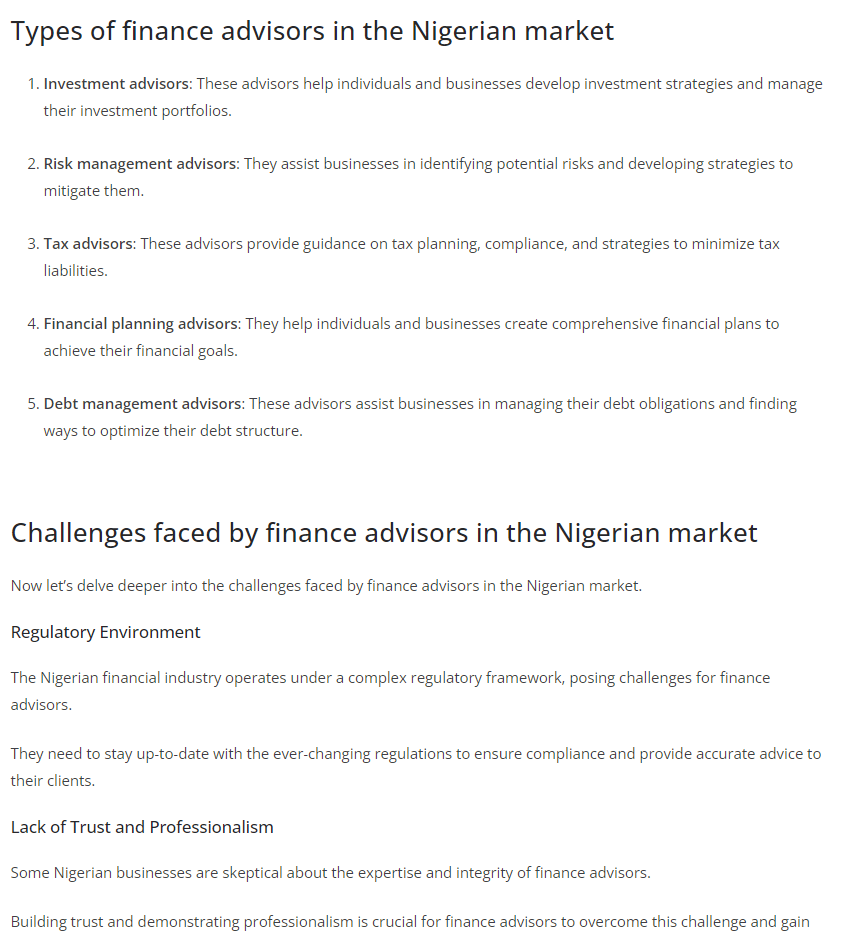 Types of finance advisors in the Nigerian market
1. Investment advisors: These advisors help individuals and businesses develop investment strategies and manage
their investment portfolios.
2. Risk management advisors: They assist businesses in identifying potential risks and developing strategies to
mitigate them.
3. Tax advisors: These advisors provide guidance on tax planning, compliance, and strategies to minimize tax
liabilities.
4. Financial planning advisors: They help individuals and businesses create comprehensive financial plans to
achieve their financial goals.
5. Debt management advisors: These advisors assist businesses in managing their debt obligations and finding
ways to optimize their debt structure.
Challenges faced by finance advisors in the Nigerian market
Now let’s delve deeper into the challenges faced by finance advisors in the Nigerian market.
Regulatory Environment
The Nigerian financial industry operates under a complex regulatory framework, posing challenges for finance
advisors.
They need to stay up-to-date with the ever-changing regulations to ensure compliance and provide accurate advice to
their clients.
Lack of Trust and Professionalism
Some Nigerian businesses are skeptical about the expertise and integrity of finance advisors.
Building trust and demonstrating professionalism is crucial for finance advisors to overcome this challenge and gain